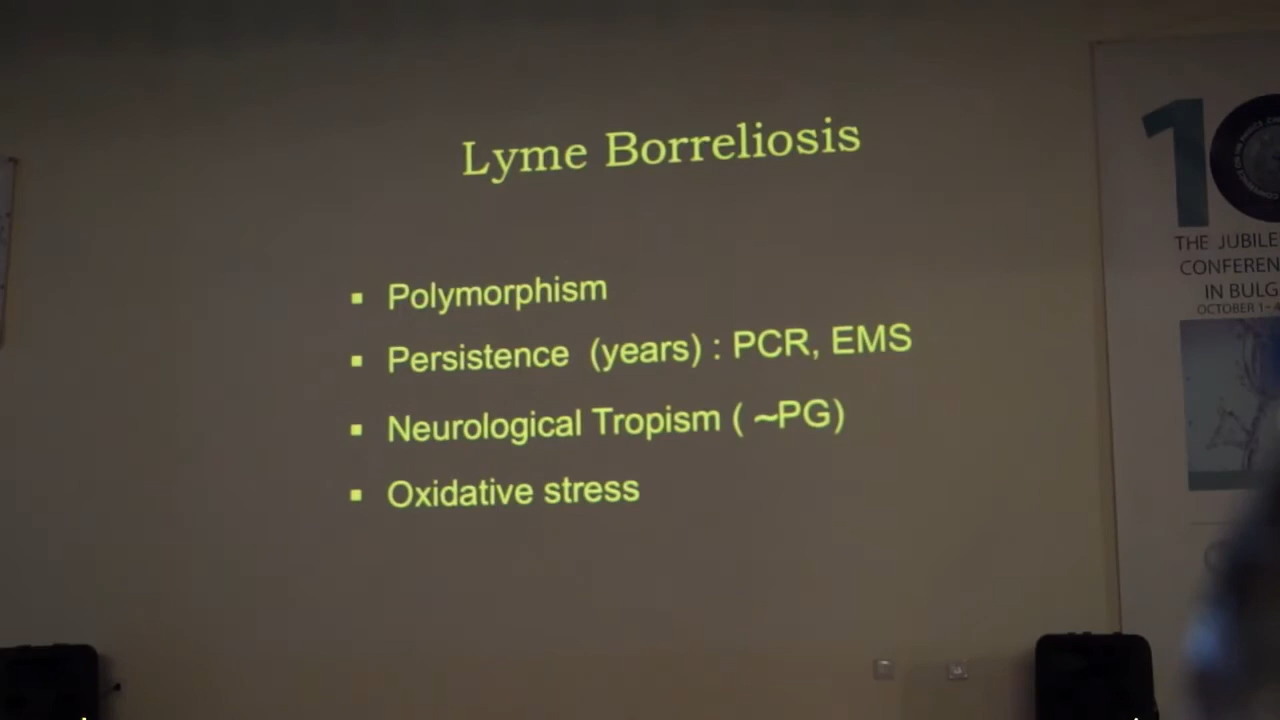 Lyme Borreliosis
▪ Polymorphism
▪ Persistence (years) : PCR, EMS
▪ Neurological Tropism ( ~PG)
▪ Oxidative stress
10
THE JUBILE
CONFEREN
IN BULG
OCTOBER 1-4